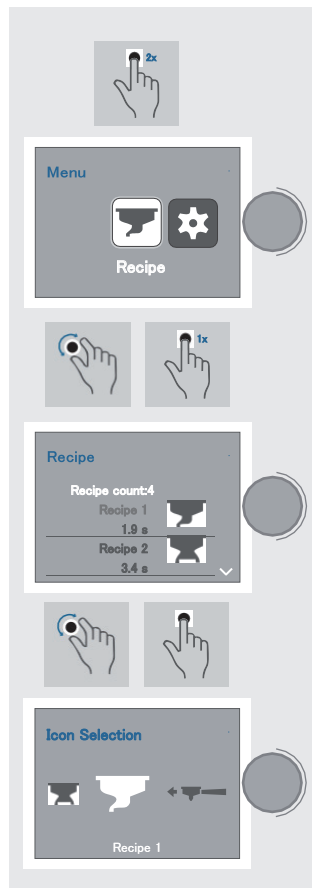 2x
Menu
Recipe
1x
Recipe
Recipe count:4
Recipe 1
1.9 s
Recipe 2
3.4 s
Icon Selection
Recipe 1